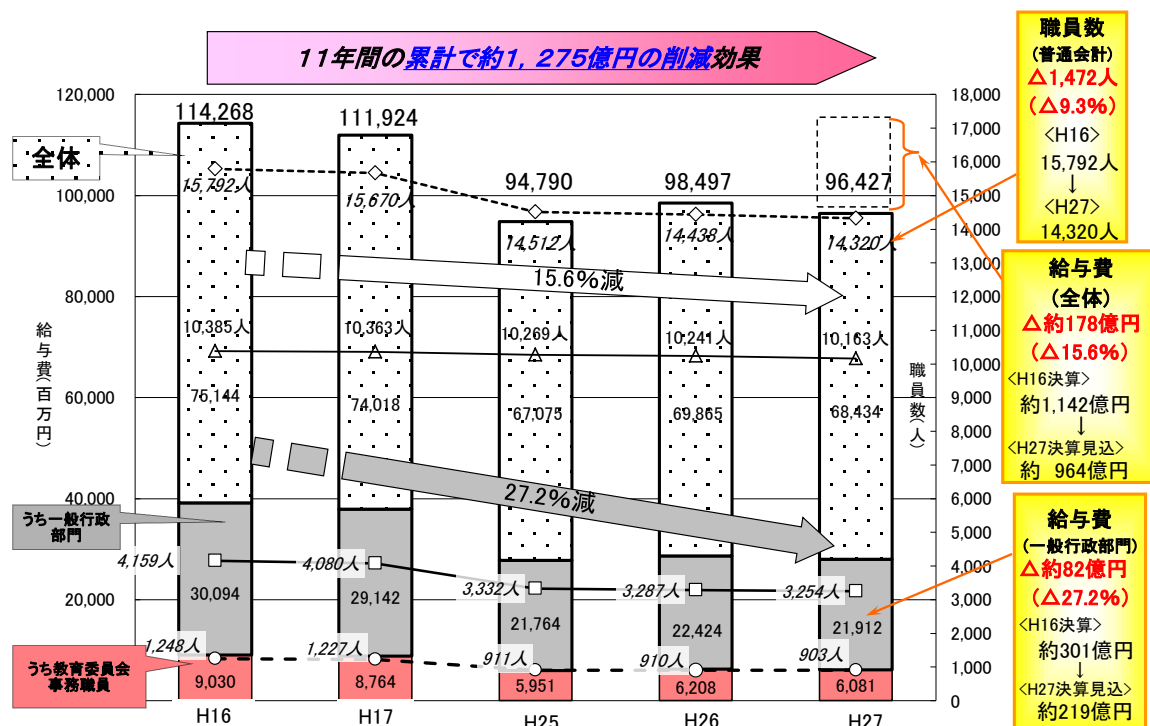 11年間の累計で約1,275億円の削減効果
120,000
100,000
80,000
60,000
40,000
20,000
給与費(百万円)
18,000
17,000
16,000
15,000
14,000
13,000
12,000
11,000
10,000
9,000
8,000
7,000
6,000
5,000
4,000
3,000
2,000
1,000
0
職員数(人)
全体
うち一般行政
部門
うち教育委員会
事務職員
114,268
111,924
94,790
98,497
96,427
15,792人
15,670人
14,512人
14,438人
14,320人
15.6%減
10,385人
10,363人
10,269人
10,241人
10,163人
75,144
74,018
67,075
69,865
68,434
27.2%減
4,159人
4,080人
3,332人
3,287人
3,254人
30,094
29,142
21,764
22,424
21,912
1,248人
1,227人
911人
910人
903人
9,030
8,764
5,951
6,208
6,081
H16
H17
H25
H26
H27
職員数
(普通会計)
△1,472人
(△9.3%)
<H16>
15,792人
↓
<H27>
14,320人
給与費
(全体)
△約178億円
(△15.6%)
<H16決算>
約1,142億円
↓
<H27決算見込>
約 964億円
給与費
(一般行政部門)
△約82億円
(△27.2%)
<H16決算>
約301億円
↓
<H27決算見込>
約219億円